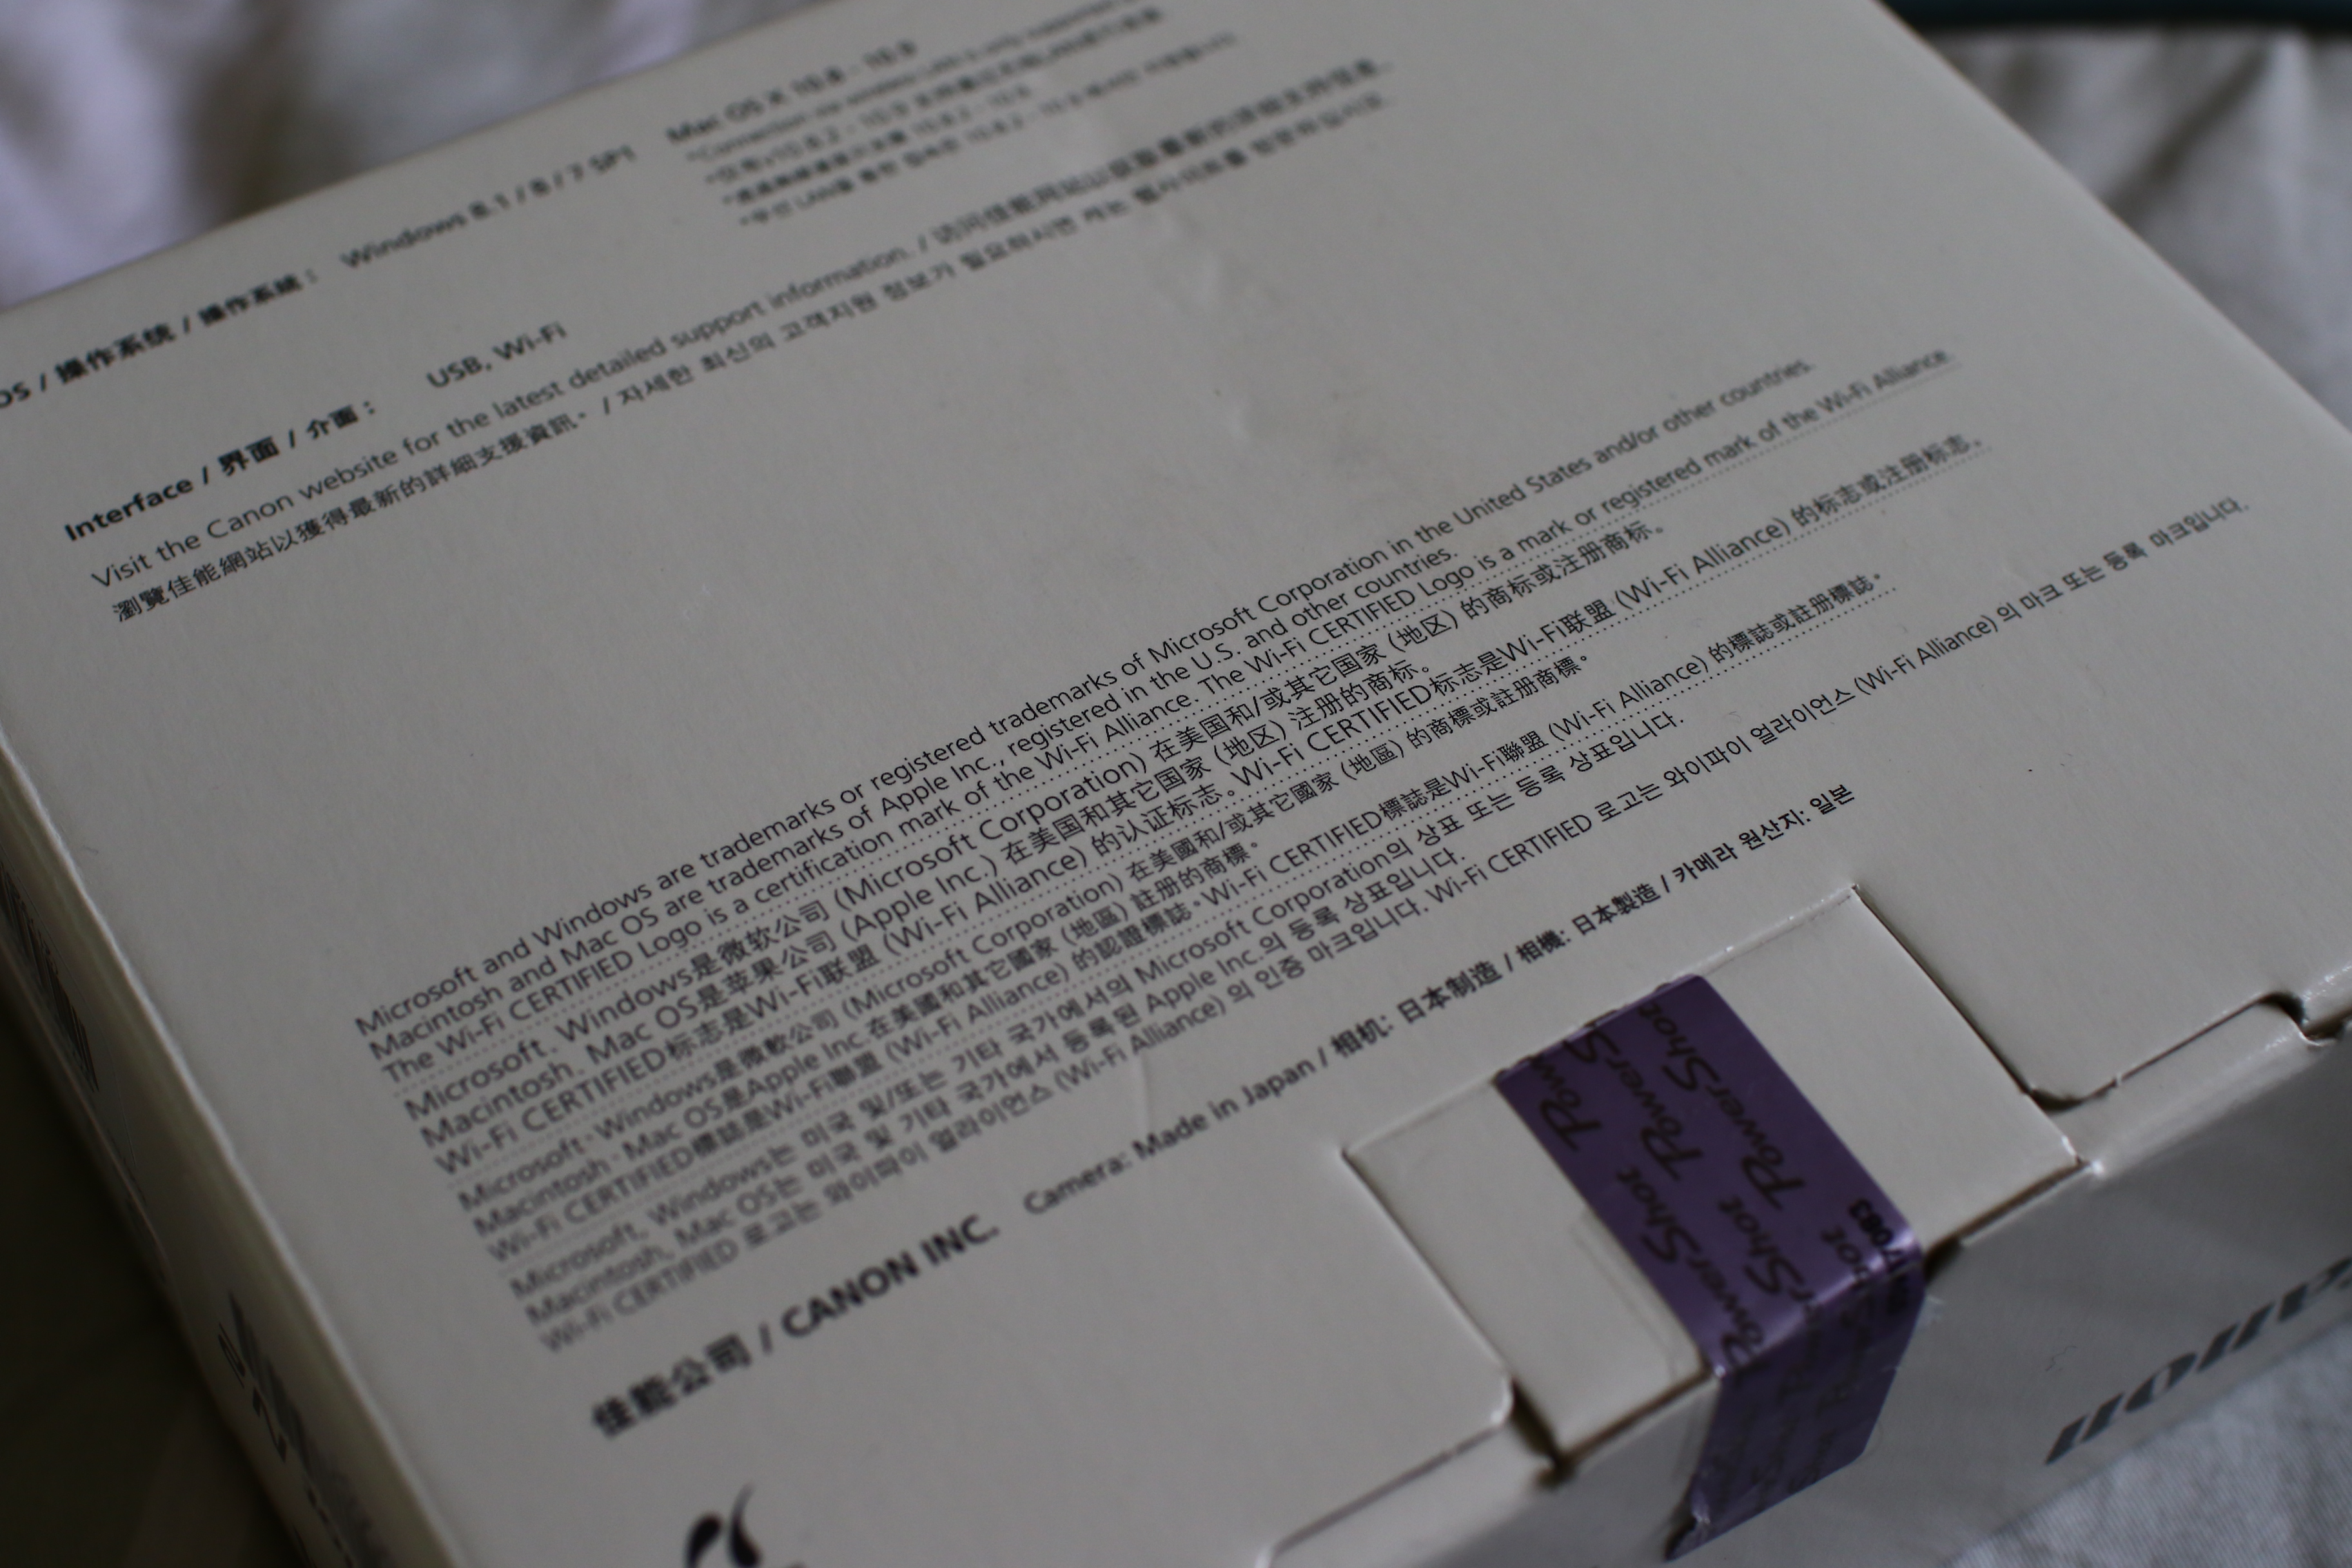 OS / 操作系统 / 操作系統： Windows 8.1 / 8 / 7 SP1
Mac OS X 10.8 - 10.9
Interface / 界面 / 介面： USB, Wi-Fi
Visit the Canon website for the latest detailed support information. / 访问佳能网站以获取最新的详细支持信息。
瀏覽佳能網站以獲得最新的詳細支援資訊。 / 자세한 최신의 고객지원 정보가 필요하시면 캐논 웹사이트를 방문하십시오.
Microsoft and Windows are trademarks or registered trademarks of Microsoft Corporation in the United States and/or other countries.
Macintosh and Mac OS are trademarks of Apple Inc., registered in the U.S. and other countries.
The Wi-Fi CERTIFIED Logo is a certification mark of the Wi-Fi Alliance. The Wi-Fi CERTIFIED Logo is a mark or registered mark of the Wi-Fi Alliance.
Microsoft、Windows是微软公司 (Microsoft Corporation) 在美国和/或其它国家 (地区) 的商标或注册商标。
Macintosh、Mac OS是苹果公司 (Apple Inc.) 在美国和其它国家 (地区) 注册的商标。
Wi-Fi CERTIFIED标志是Wi-Fi联盟 (Wi-Fi Alliance) 的认证标志。Wi-Fi CERTIFIED标志是Wi-Fi联盟 (Wi-Fi Alliance) 的标志或注册标志。
Microsoft、Windows是微軟公司 (Microsoft Corporation) 在美國和/或其它國家 (地區) 的商標或註册商標。
Macintosh、Mac OS是Apple Inc.在美國和其它國家 (地區) 註册的商標。
Wi-Fi CERTIFIED標誌是Wi-Fi聯盟 (Wi-Fi Alliance) 的認證標誌。Wi-Fi CERTIFIED標誌是Wi-Fi聯盟 (Wi-Fi Alliance) 的標誌或註册標誌。
Microsoft, Windows는 미국 및/또는 기타 국가에서의 Microsoft Corporation의 상표 또는 등록 상표입니다.
Macintosh, Mac OS는 미국 및 기타 국가에서 등록된 Apple Inc.의 등록 상표입니다.
Wi-Fi CERTIFIED 로고는 와이파이 얼라이언스 (Wi-Fi Alliance) 의 인증 마크입니다. Wi-Fi CERTIFIED 로고는 와이파이 얼라이언스 (Wi-Fi Alliance) 의 마크 또는 등록 마크입니다.
佳能公司 / CANON INC. Camera: Made in Japan / 相机: 日本制造 / 相機: 日本製造 / 카메라 원산지: 일본
PowerShot
PowerShot
PowerShot
7083
Canon